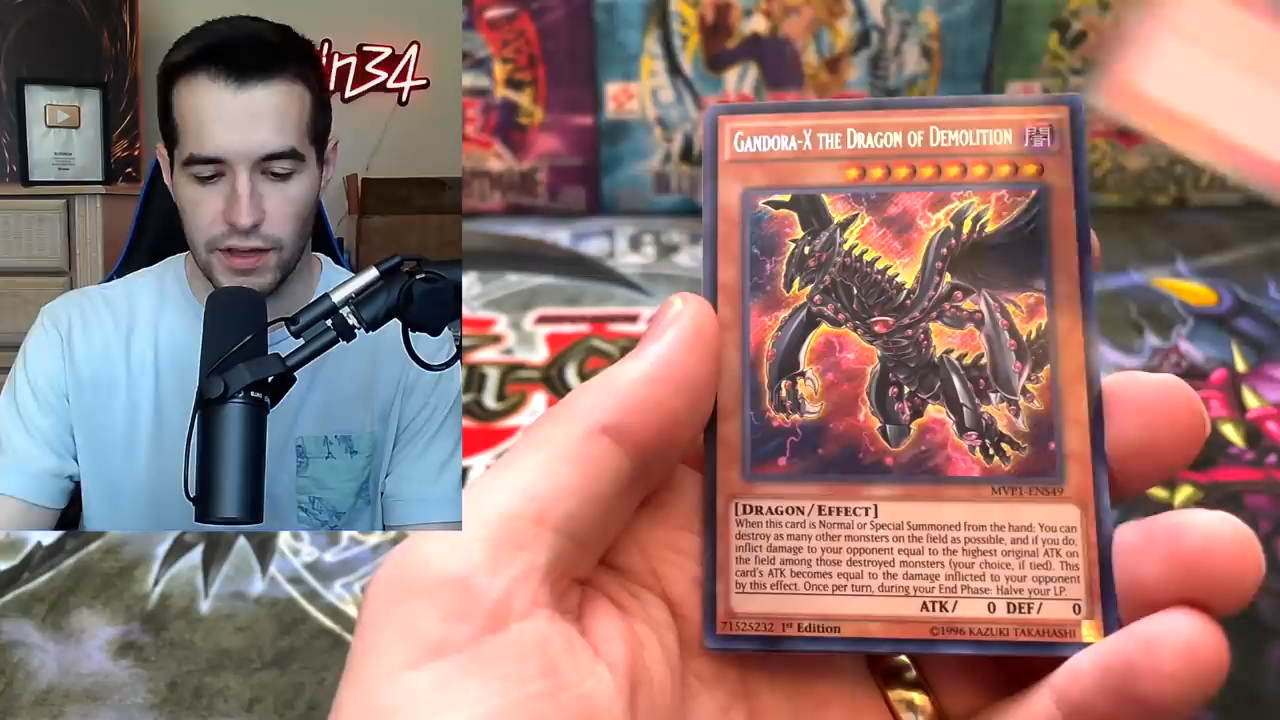 in34
GANDORA-X THE DRAGON OF DEMOLITION
闇
MVP1-ENS49
[DRAGON/EFFECT]
When this card is Normal or Special Summoned from the hand: You can
destroy as many other monsters on the field as possible, and if you do,
inflict damage to your opponent equal to the highest original ATK on
the field among those destroyed monsters (your choice, if tied). This
card's ATK becomes equal to the damage inflicted to your opponent
by this effect. Once per turn, during your End Phase: Halve your LP.
ATK/ 0 DEF/ 0
71525232 1st Edition
©1996 KAZUKI TAKAHASHI